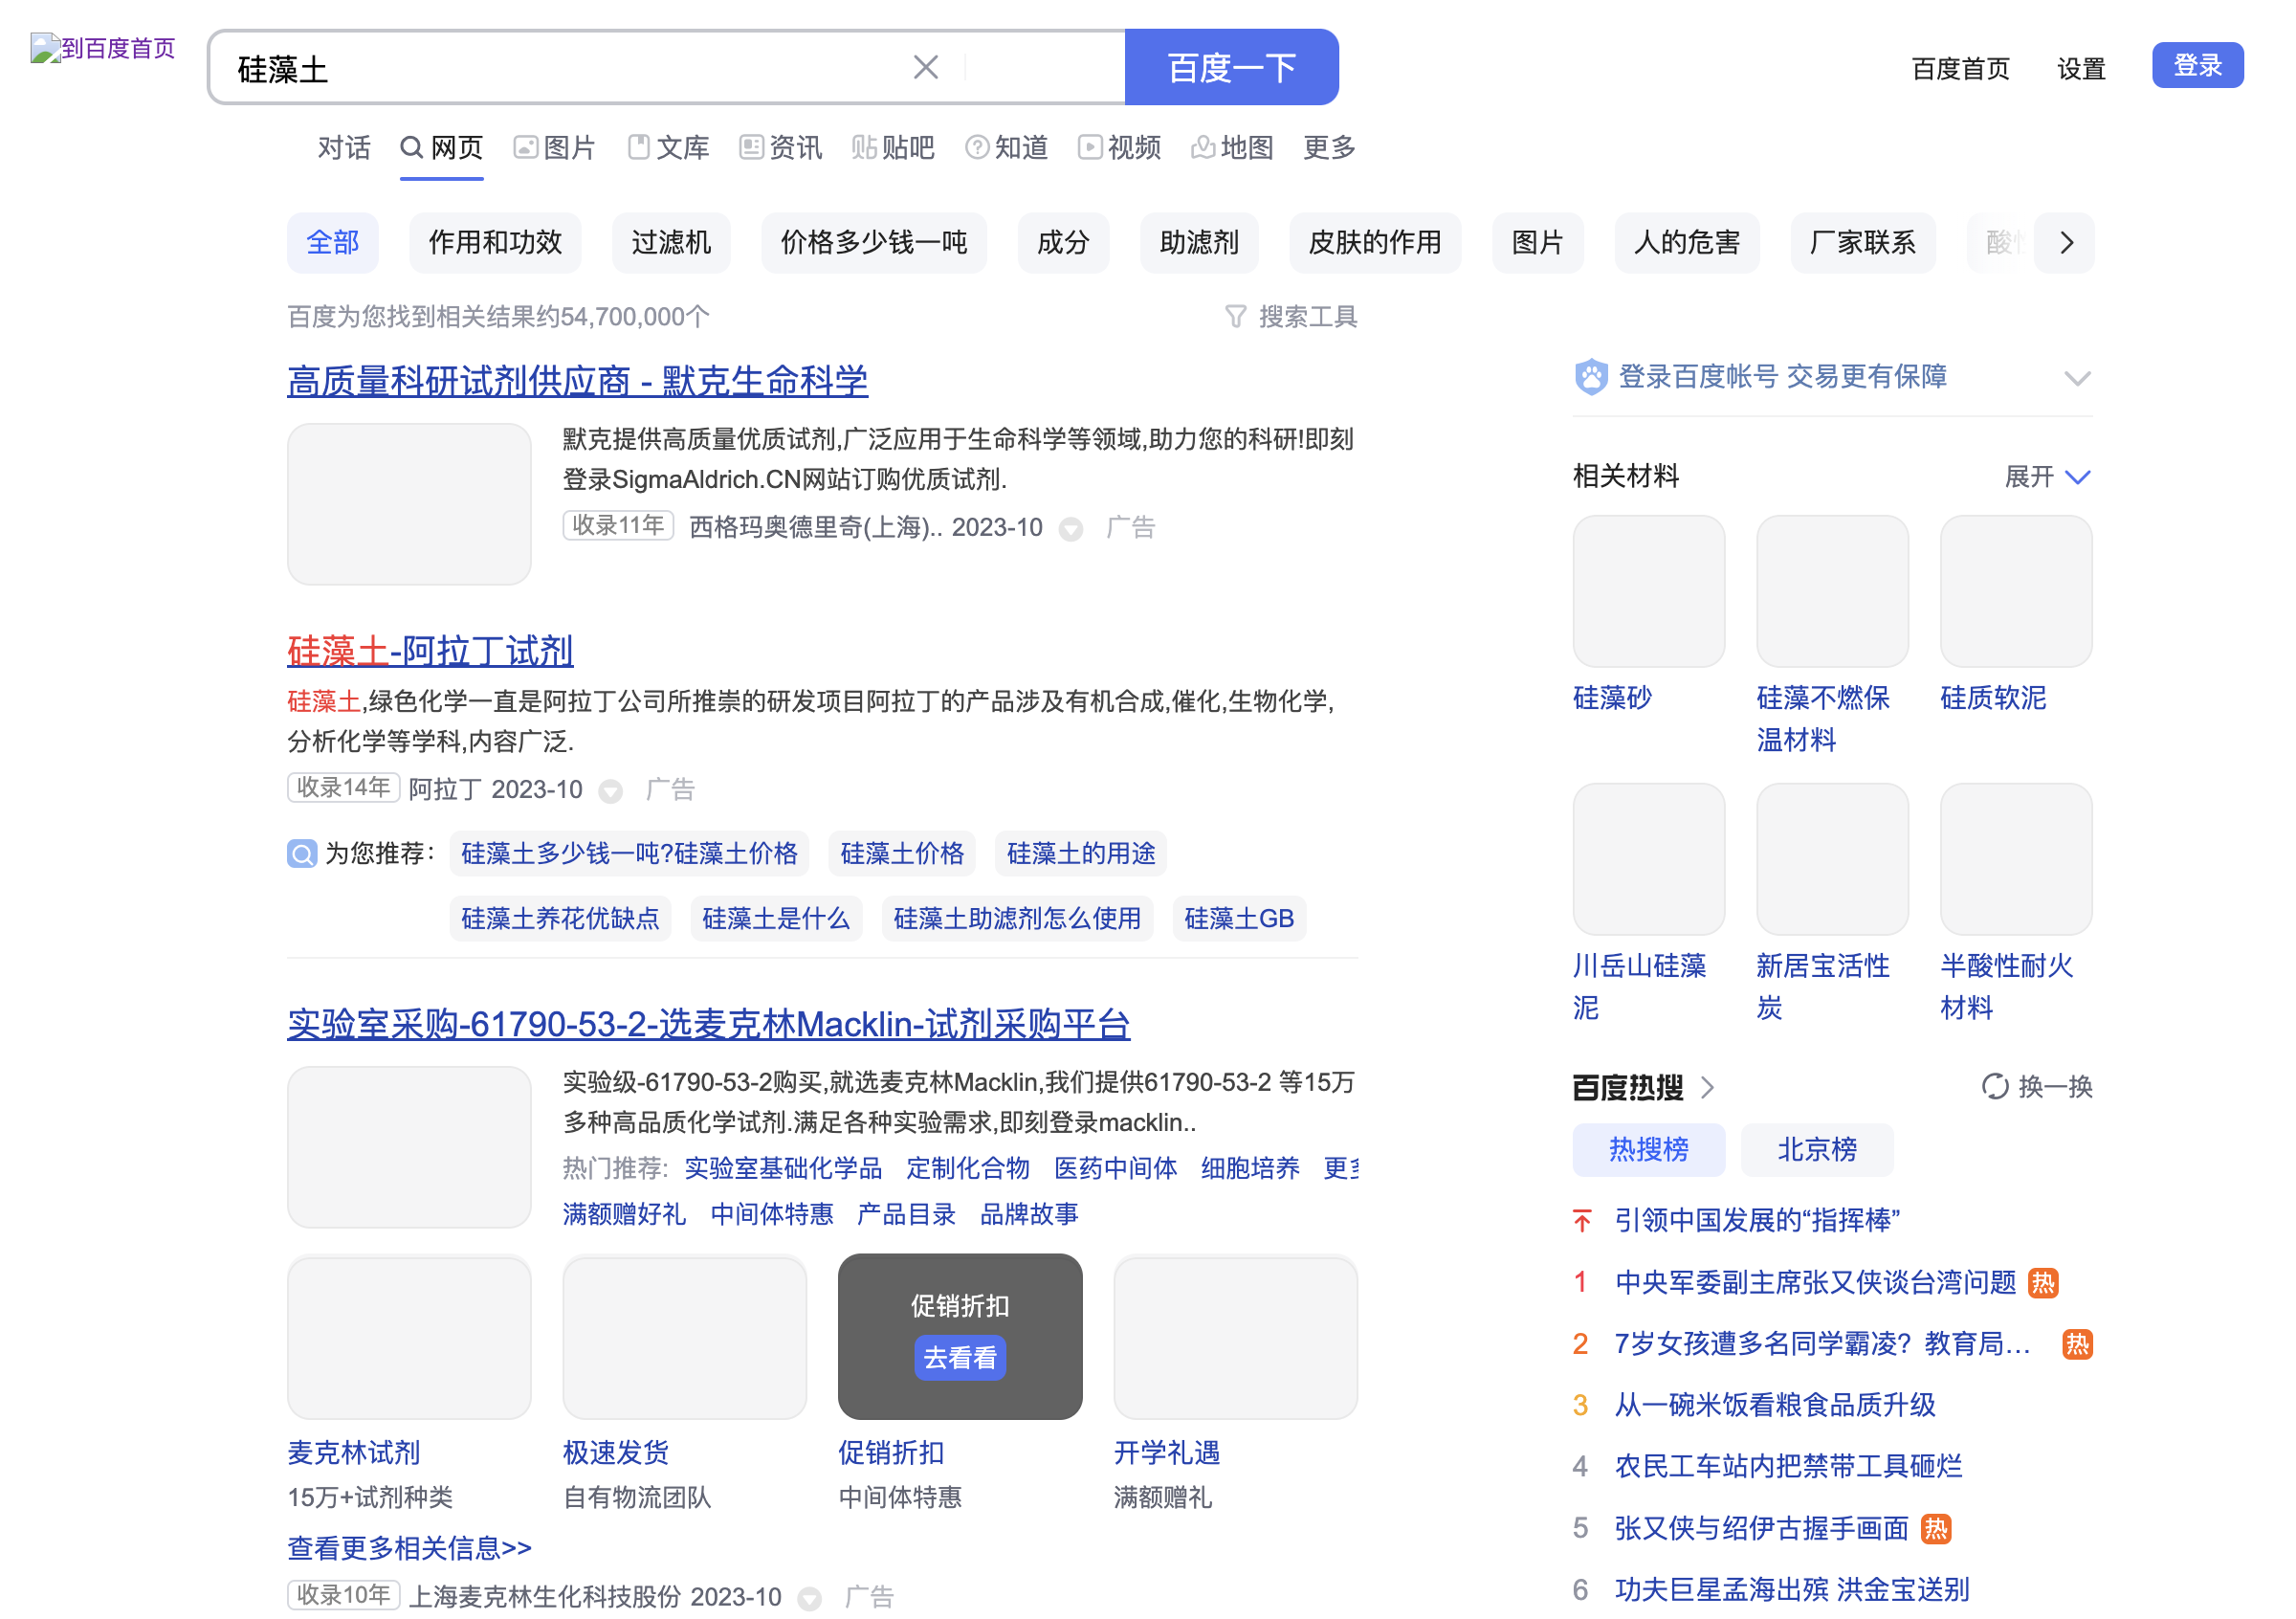 到百度首页
硅藻土
百度一下
百度首页 设置 登录
对话 网页 图片 文库 资讯 贴吧 知道 视频 地图 更多
全部 作用和功效 过滤机 价格多少钱一吨 成分 助滤剂 皮肤的作用 图片 人的危害 厂家联系 酸性
百度为您找到相关结果约54,700,000个 搜索工具
高质量科研试剂供应商 - 默克生命科学
默克提供高质量优质试剂,广泛应用于生命科学等领域,助力您的科研!即刻
登录SigmaAldrich.CN网站订购优质试剂.
收录11年 西格玛奥德里奇(上海).. 2023-10 广告
硅藻土-阿拉丁试剂
硅藻土,绿色化学一直是阿拉丁公司所推崇的研发项目阿拉丁的产品涉及有机合成,催化,生物化学,
分析化学等学科,内容广泛.
收录14年 阿拉丁 2023-10 广告
为您推荐： 硅藻土多少钱一吨?硅藻土价格 硅藻土价格 硅藻土的用途
硅藻土养花优缺点 硅藻土是什么 硅藻土助滤剂怎么使用 硅藻土GB
实验室采购-61790-53-2-选麦克林Macklin-试剂采购平台
实验级-61790-53-2购买,就选麦克林Macklin,我们提供61790-53-2 等15万
多种高品质化学试剂.满足各种实验需求,即刻登录macklin..
热门推荐: 实验室基础化学品 定制化合物 医药中间体 细胞培养 更多
满额赠好礼 中间体特惠 产品目录 品牌故事
促销折扣
去看看
麦克林试剂 极速发货 促销折扣 开学礼遇
15万+试剂种类 自有物流团队 中间体特惠 满额赠礼
查看更多相关信息>>
收录10年 上海麦克林生化科技股份 2023-10 广告
登录百度帐号 交易更有保障
相关材料 展开
硅藻砂 硅藻不燃保 硅质软泥
温材料
川岳山硅藻 新居宝活性 半酸性耐火
泥 炭 材料
百度热搜 换一换
热搜榜 北京榜
引领中国发展的“指挥棒”
1 中央军委副主席张又侠谈台湾问题 热
2 7岁女孩遭多名同学霸凌？教育局... 热
3 从一碗米饭看粮食品质升级
4 农民工车站内把禁带工具砸烂
5 张又侠与绍伊古握手画面 热
6 功夫巨星孟海出殡 洪金宝送别